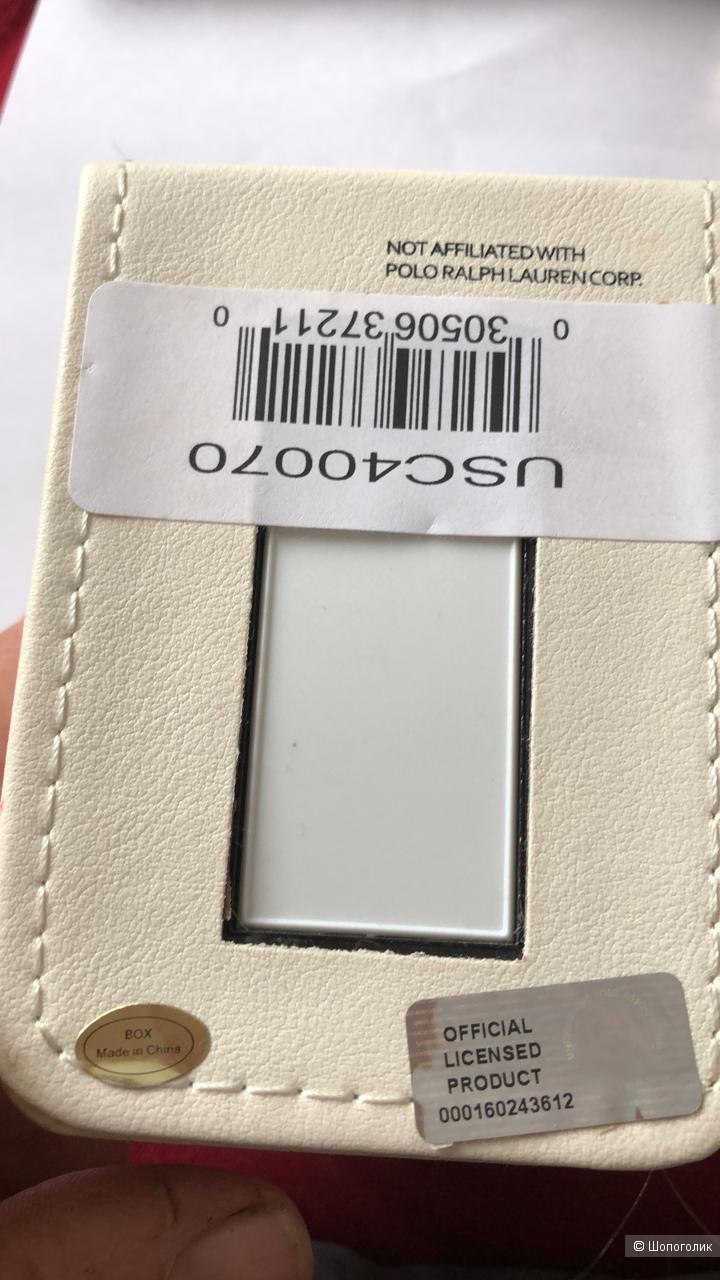 NOT AFFILIATED WITH
POLO RALPH LAUREN CORP.
USC40070
0 30506 37211 0
BOX
Made in China
OFFICIAL
LICENSED
PRODUCT
000160243612
© Шопоголик